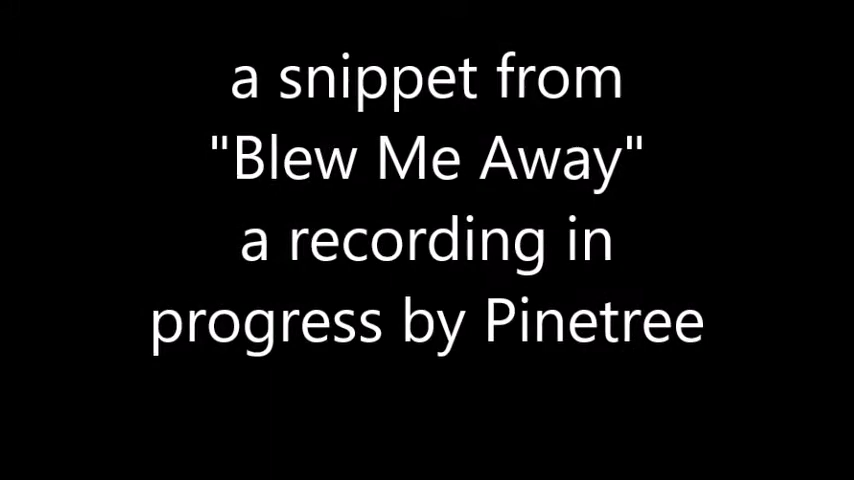 a snippet from
"Blew Me Away"
a recording in
progress by Pinetree